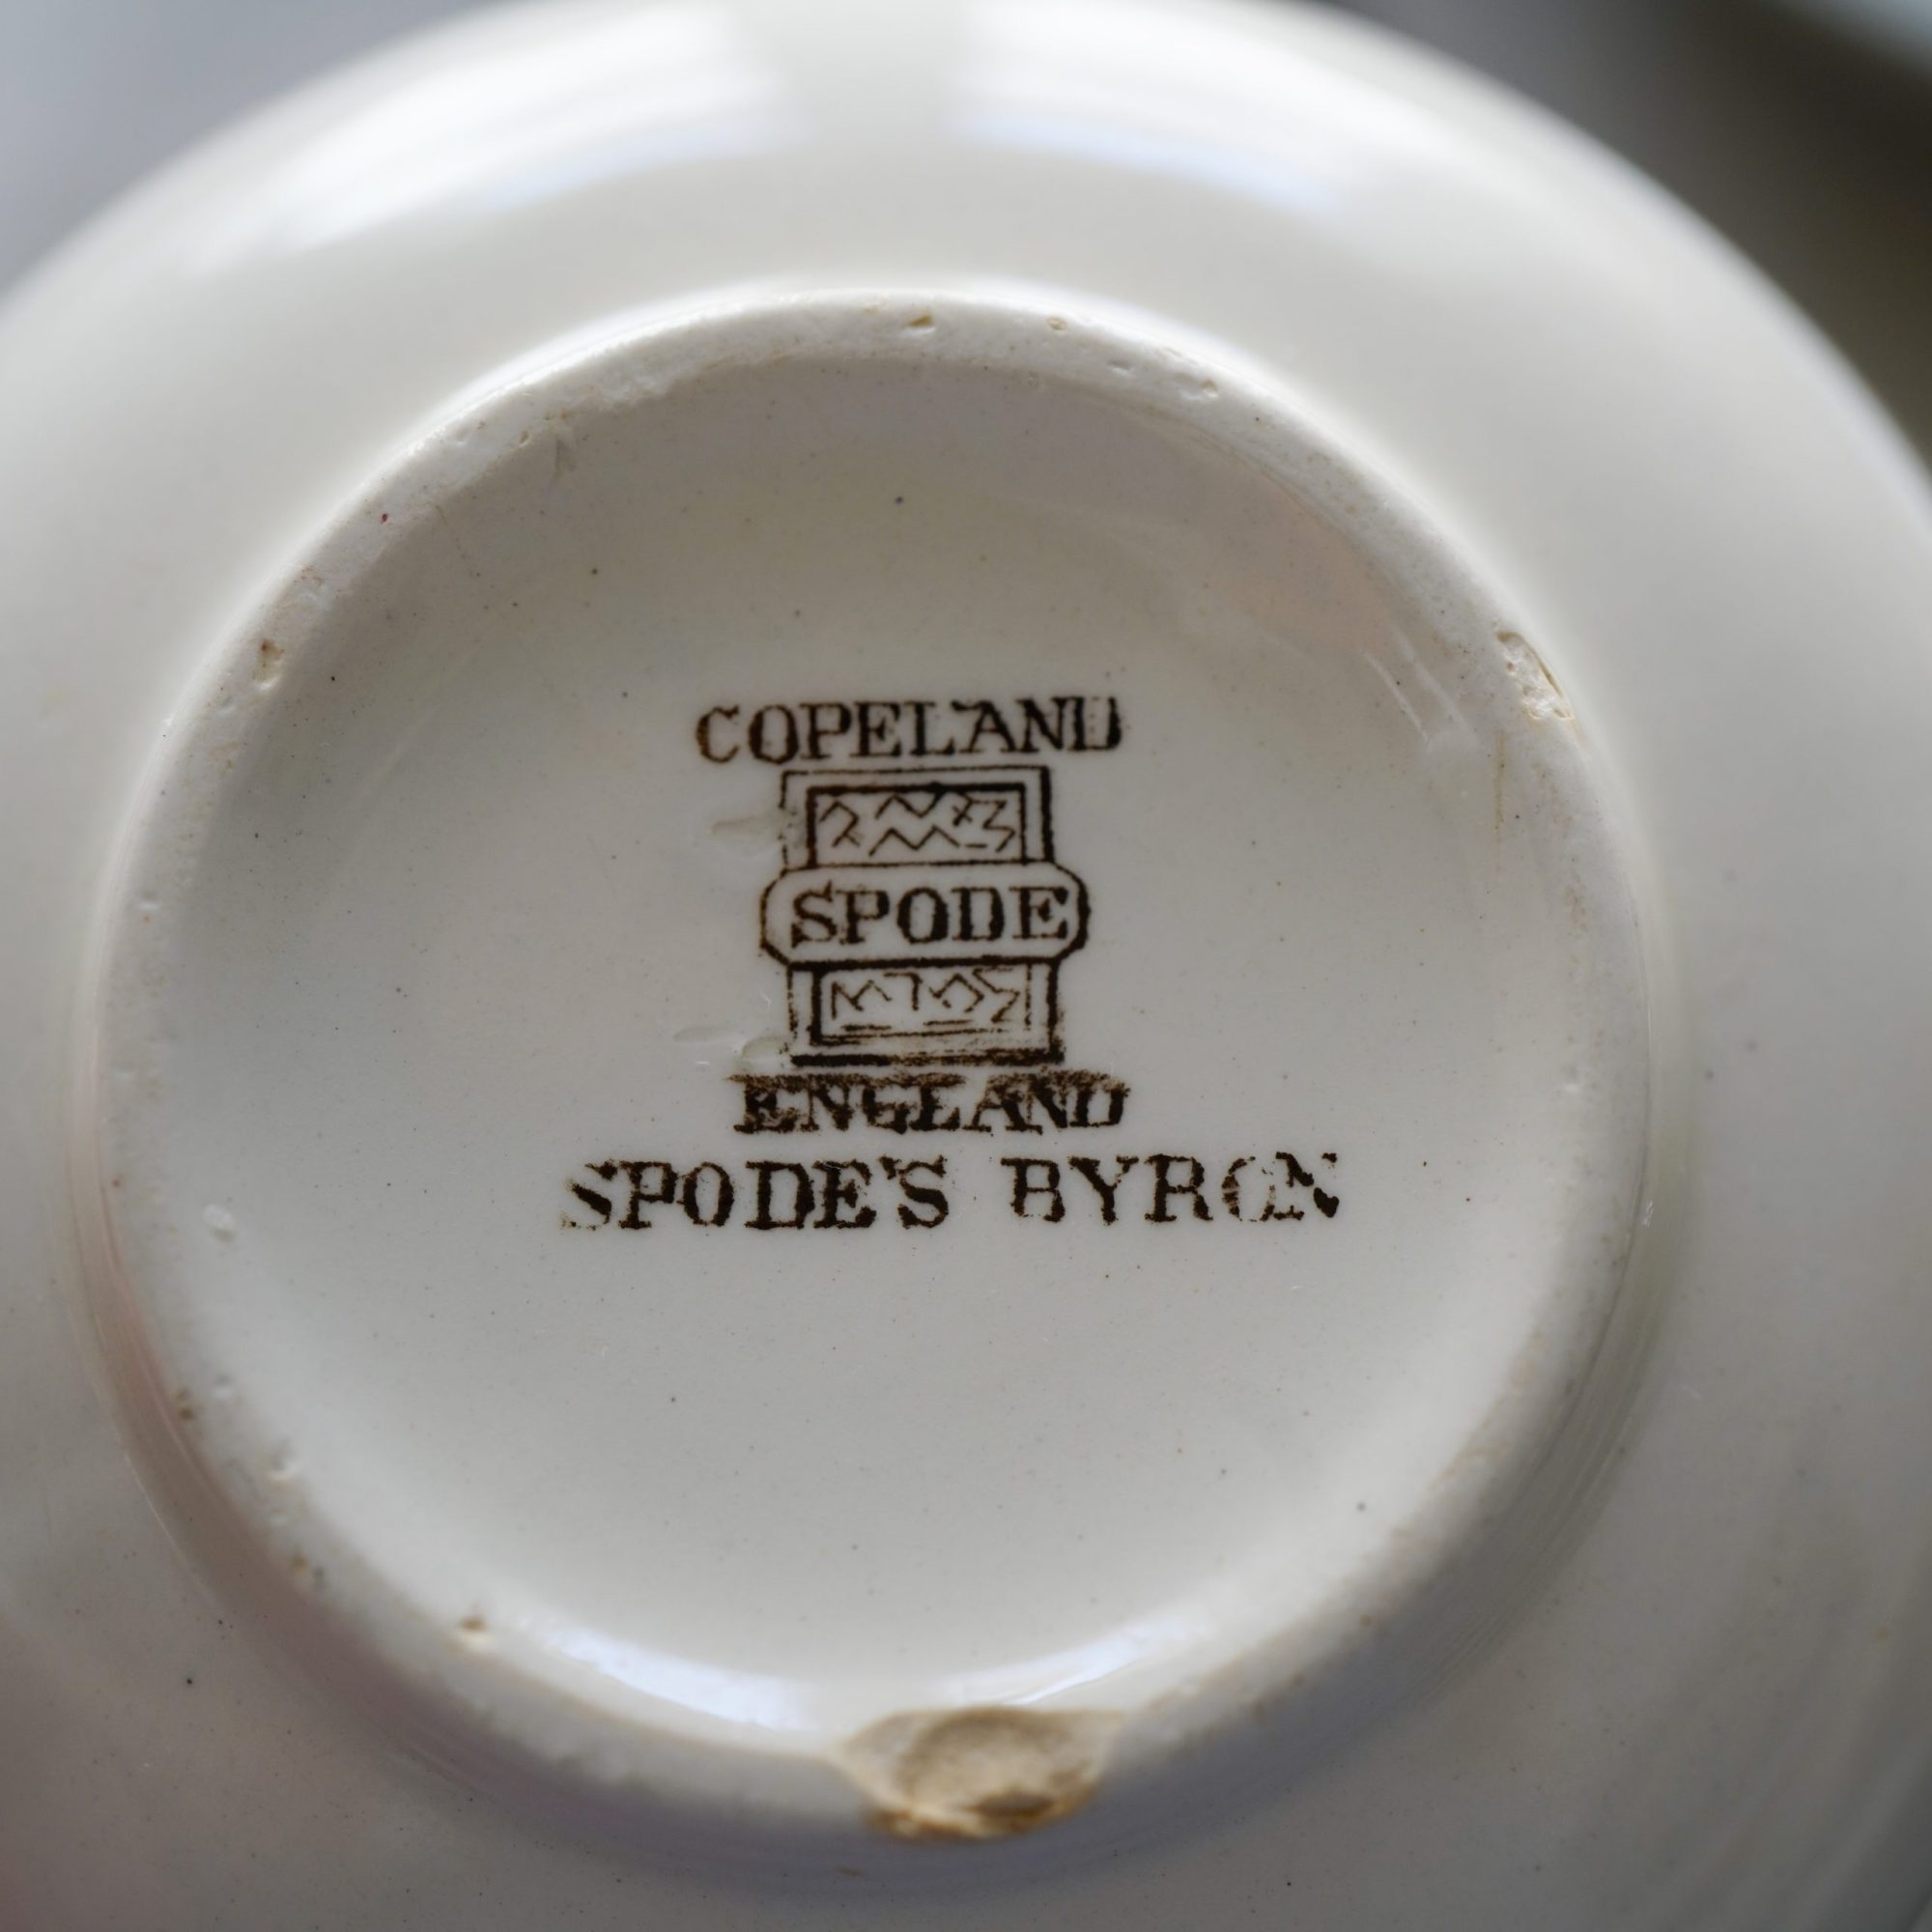 COPELAND
SPODE
ENGLAND
SPODE'S BYRON